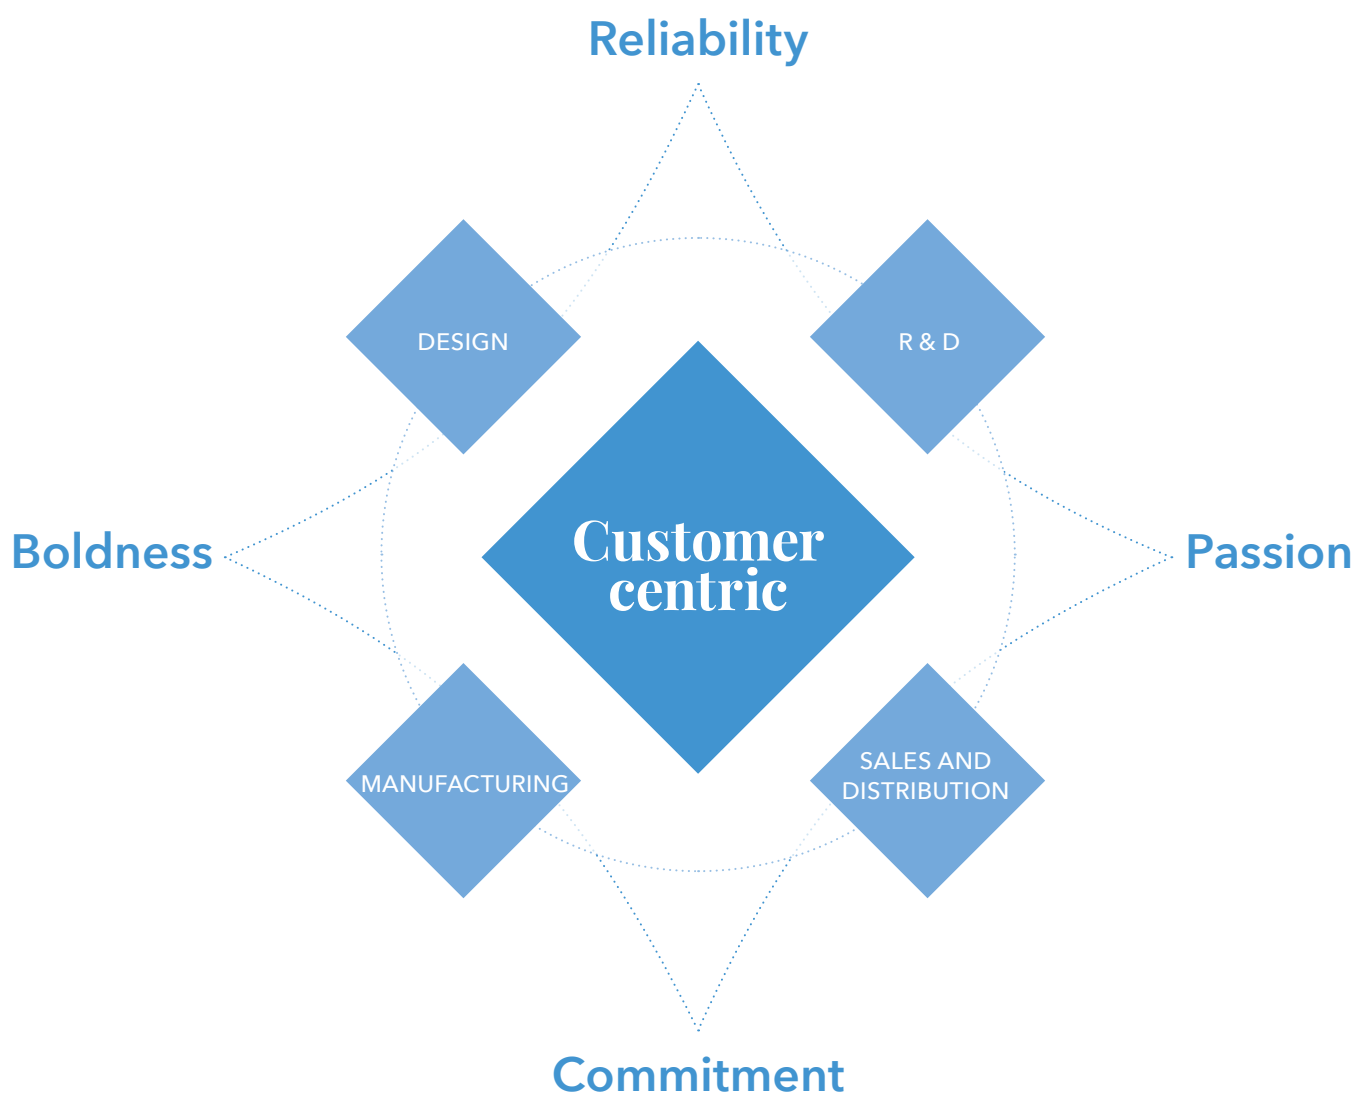 Reliability
DESIGN
R & D
Customer
centric
Boldness
Passion
MANUFACTURING
SALES AND
DISTRIBUTION
Commitment